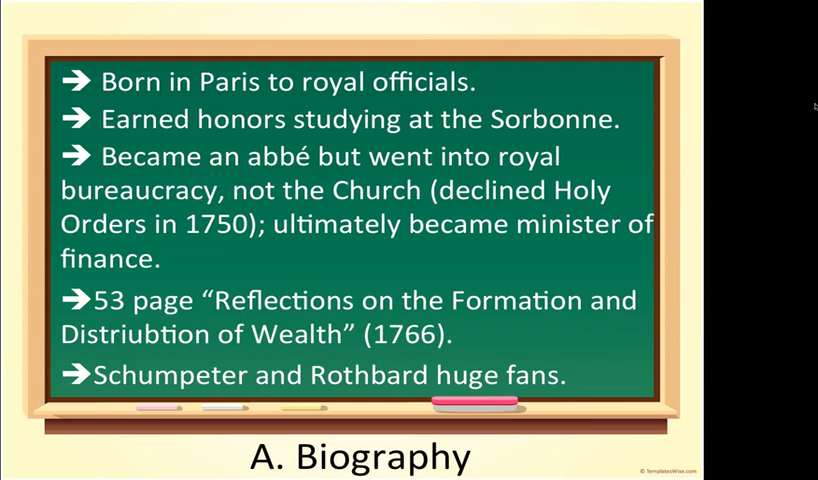 ➔ Born in Paris to royal officials.
➔ Earned honors studying at the Sorbonne.
➔ Became an abbé but went into royal
bureaucracy, not the Church (declined Holy
Orders in 1750); ultimately became minister of
finance.
➔53 page “Reflections on the Formation and
Distriubtion of Wealth” (1766).
➔Schumpeter and Rothbard huge fans.
A. Biography
© TemplatesWise.com